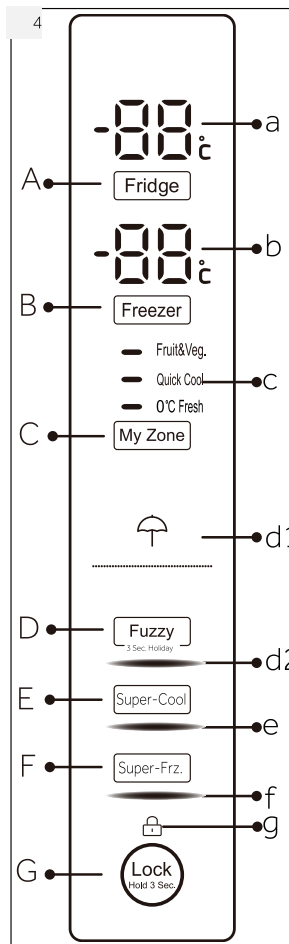 4
-88°c
a
A
Fridge
-88°c
b
B
Freezer
Fruit&Veg.
Quick Cool
c
0°C Fresh
C
My Zone
d1
D
Fuzzy
3 Sec. Holiday
d2
E
Super-Cool
e
F
Super-Frz.
f
g
G
Lock
Hold 3 Sec.